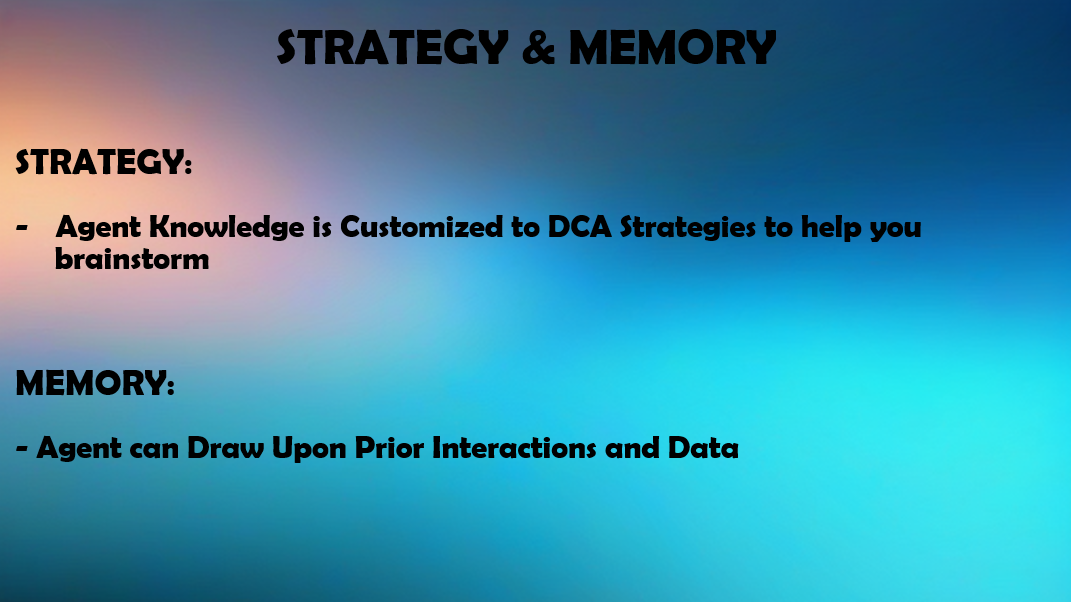 STRATEGY & MEMORY
STRATEGY:
- Agent Knowledge is Customized to DCA Strategies to help you
brainstorm
MEMORY:
- Agent can Draw Upon Prior Interactions and Data